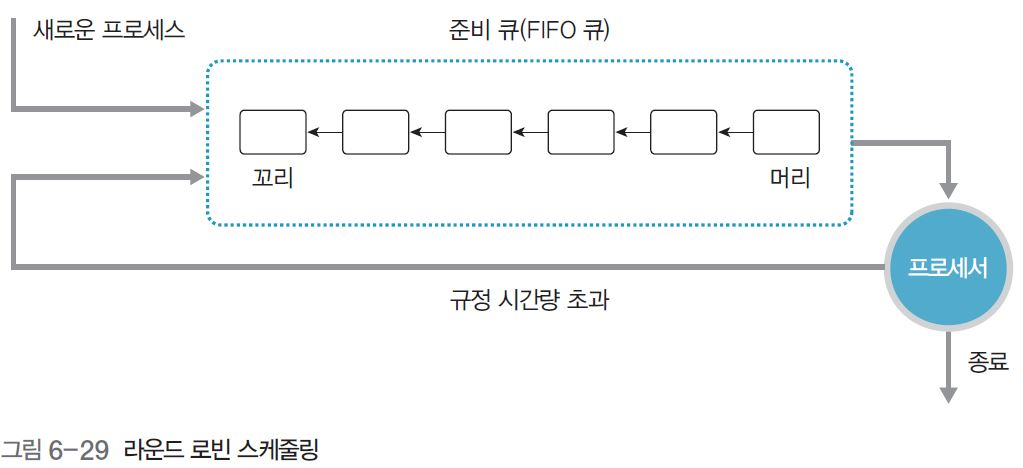 새로운 프로세스
준비 큐(FIFO 큐)
꼬리
머리
프로세서
규정 시간량 초과
종료
그림 6-29 라운드 로빈 스케줄링